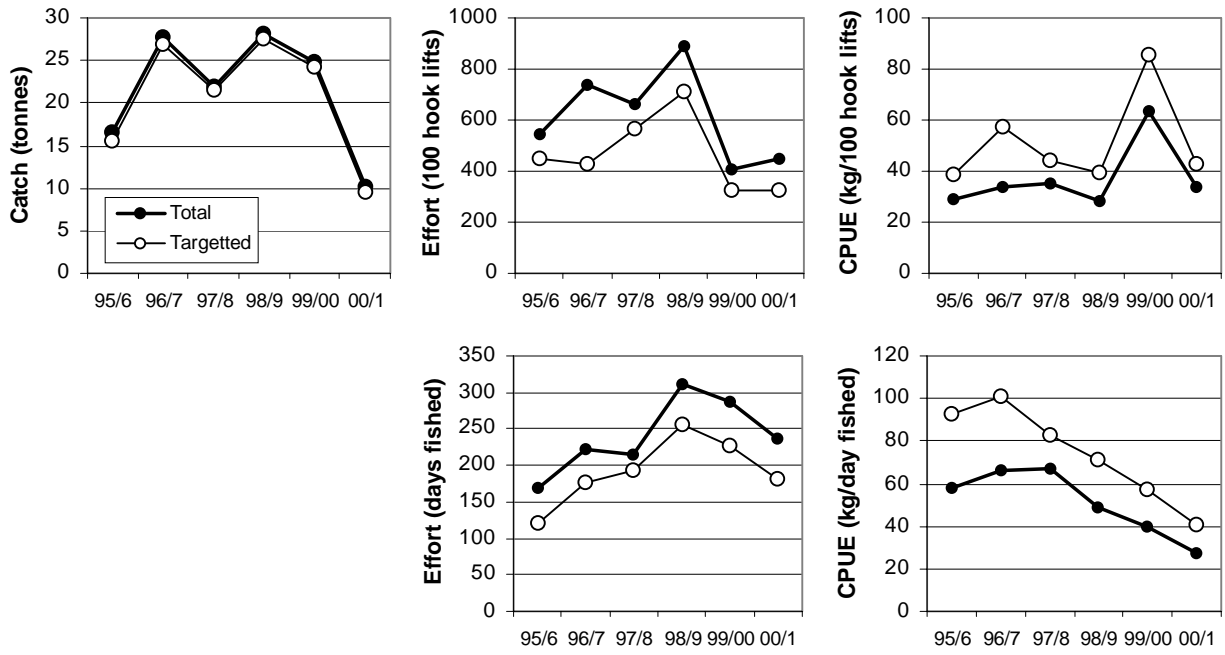 Catch (tonnes)
30
25
20
15
10
5
0
Total
Targetted
95/6 96/7 97/8 98/9 99/00 00/1
Effort (100 hook lifts)
1000
800
600
400
200
0
95/6 96/7 97/8 98/9 99/00 00/1
CPUE (kg/100 hook lifts)
100
80
60
40
20
0
95/6 96/7 97/8 98/9 99/00 00/1
Effort (days fished)
350
300
250
200
150
100
50
0
95/6 96/7 97/8 98/9 99/00 00/1
CPUE (kg/day fished)
120
100
80
60
40
20
0
95/6 96/7 97/8 98/9 99/00 00/1